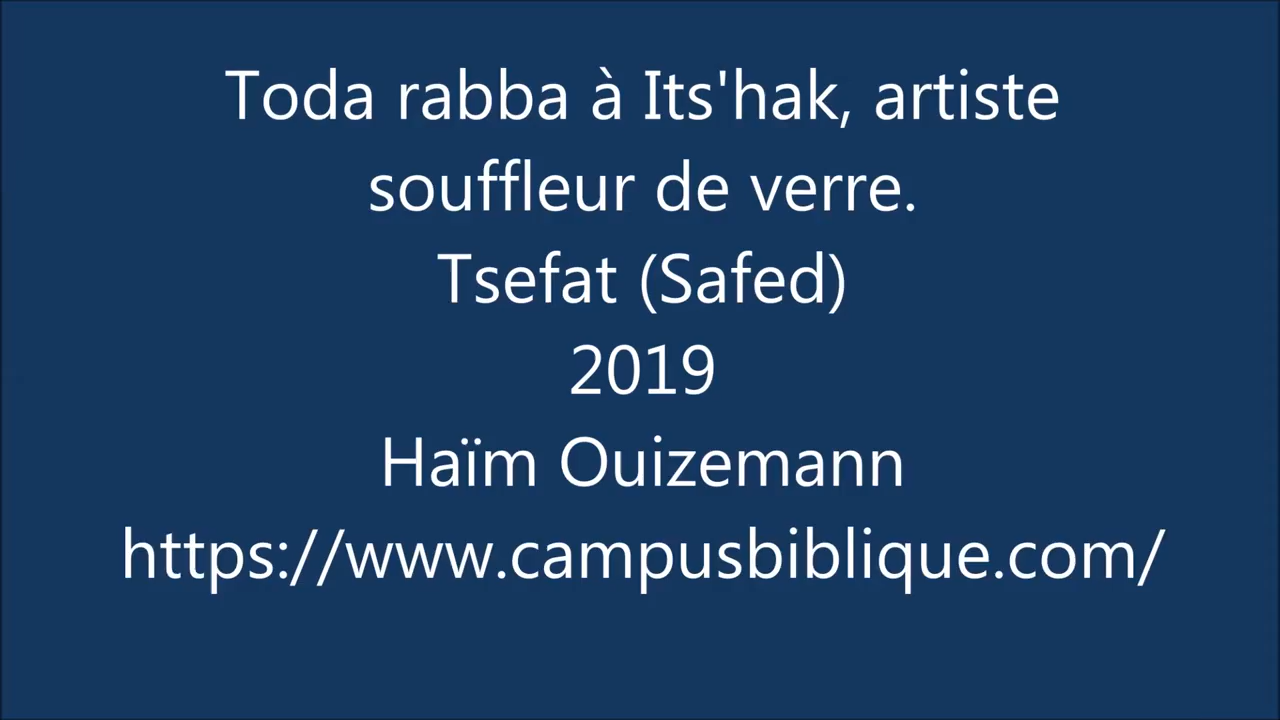 Toda rabba à Its'hak, artiste
souffleur de verre.
Tsefat (Safed)
2019
Haïm Ouizemann
https://www.campusbiblique.com/